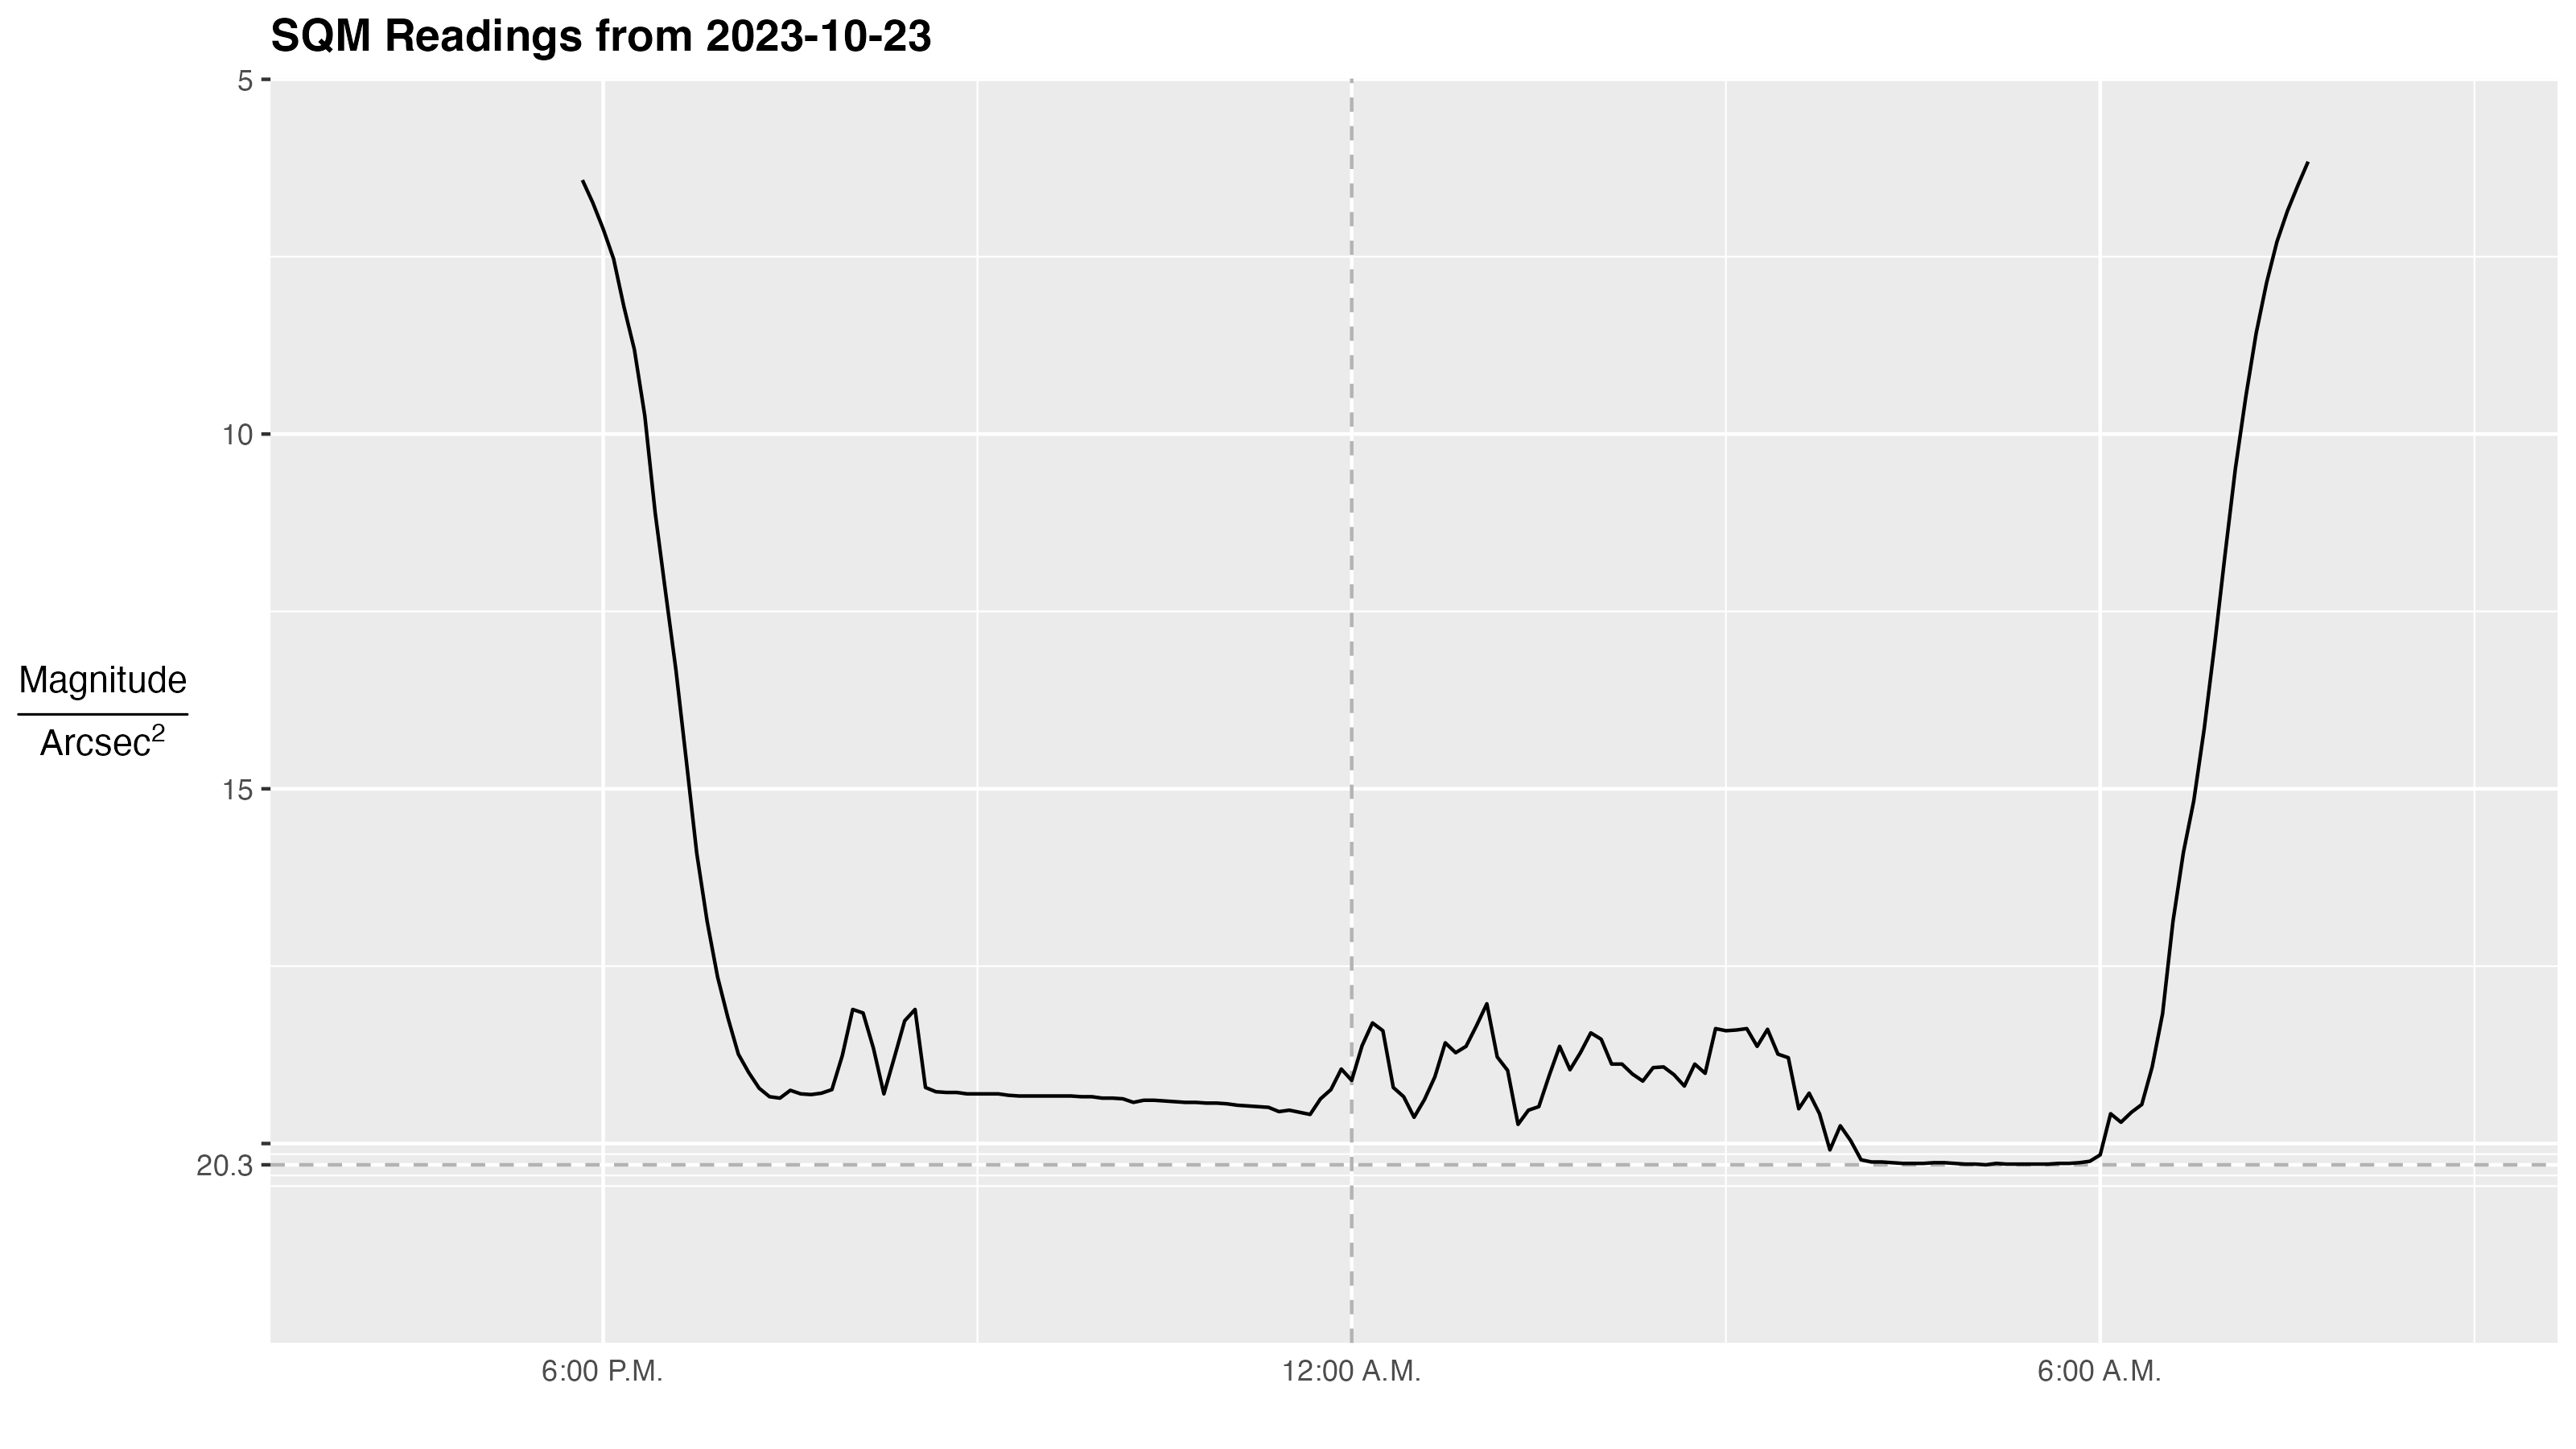 SQM Readings from 2023-10-23
5
10
15
20.3
Magnitude
Arcsec²
6:00 P.M.
12:00 A.M.
6:00 A.M.